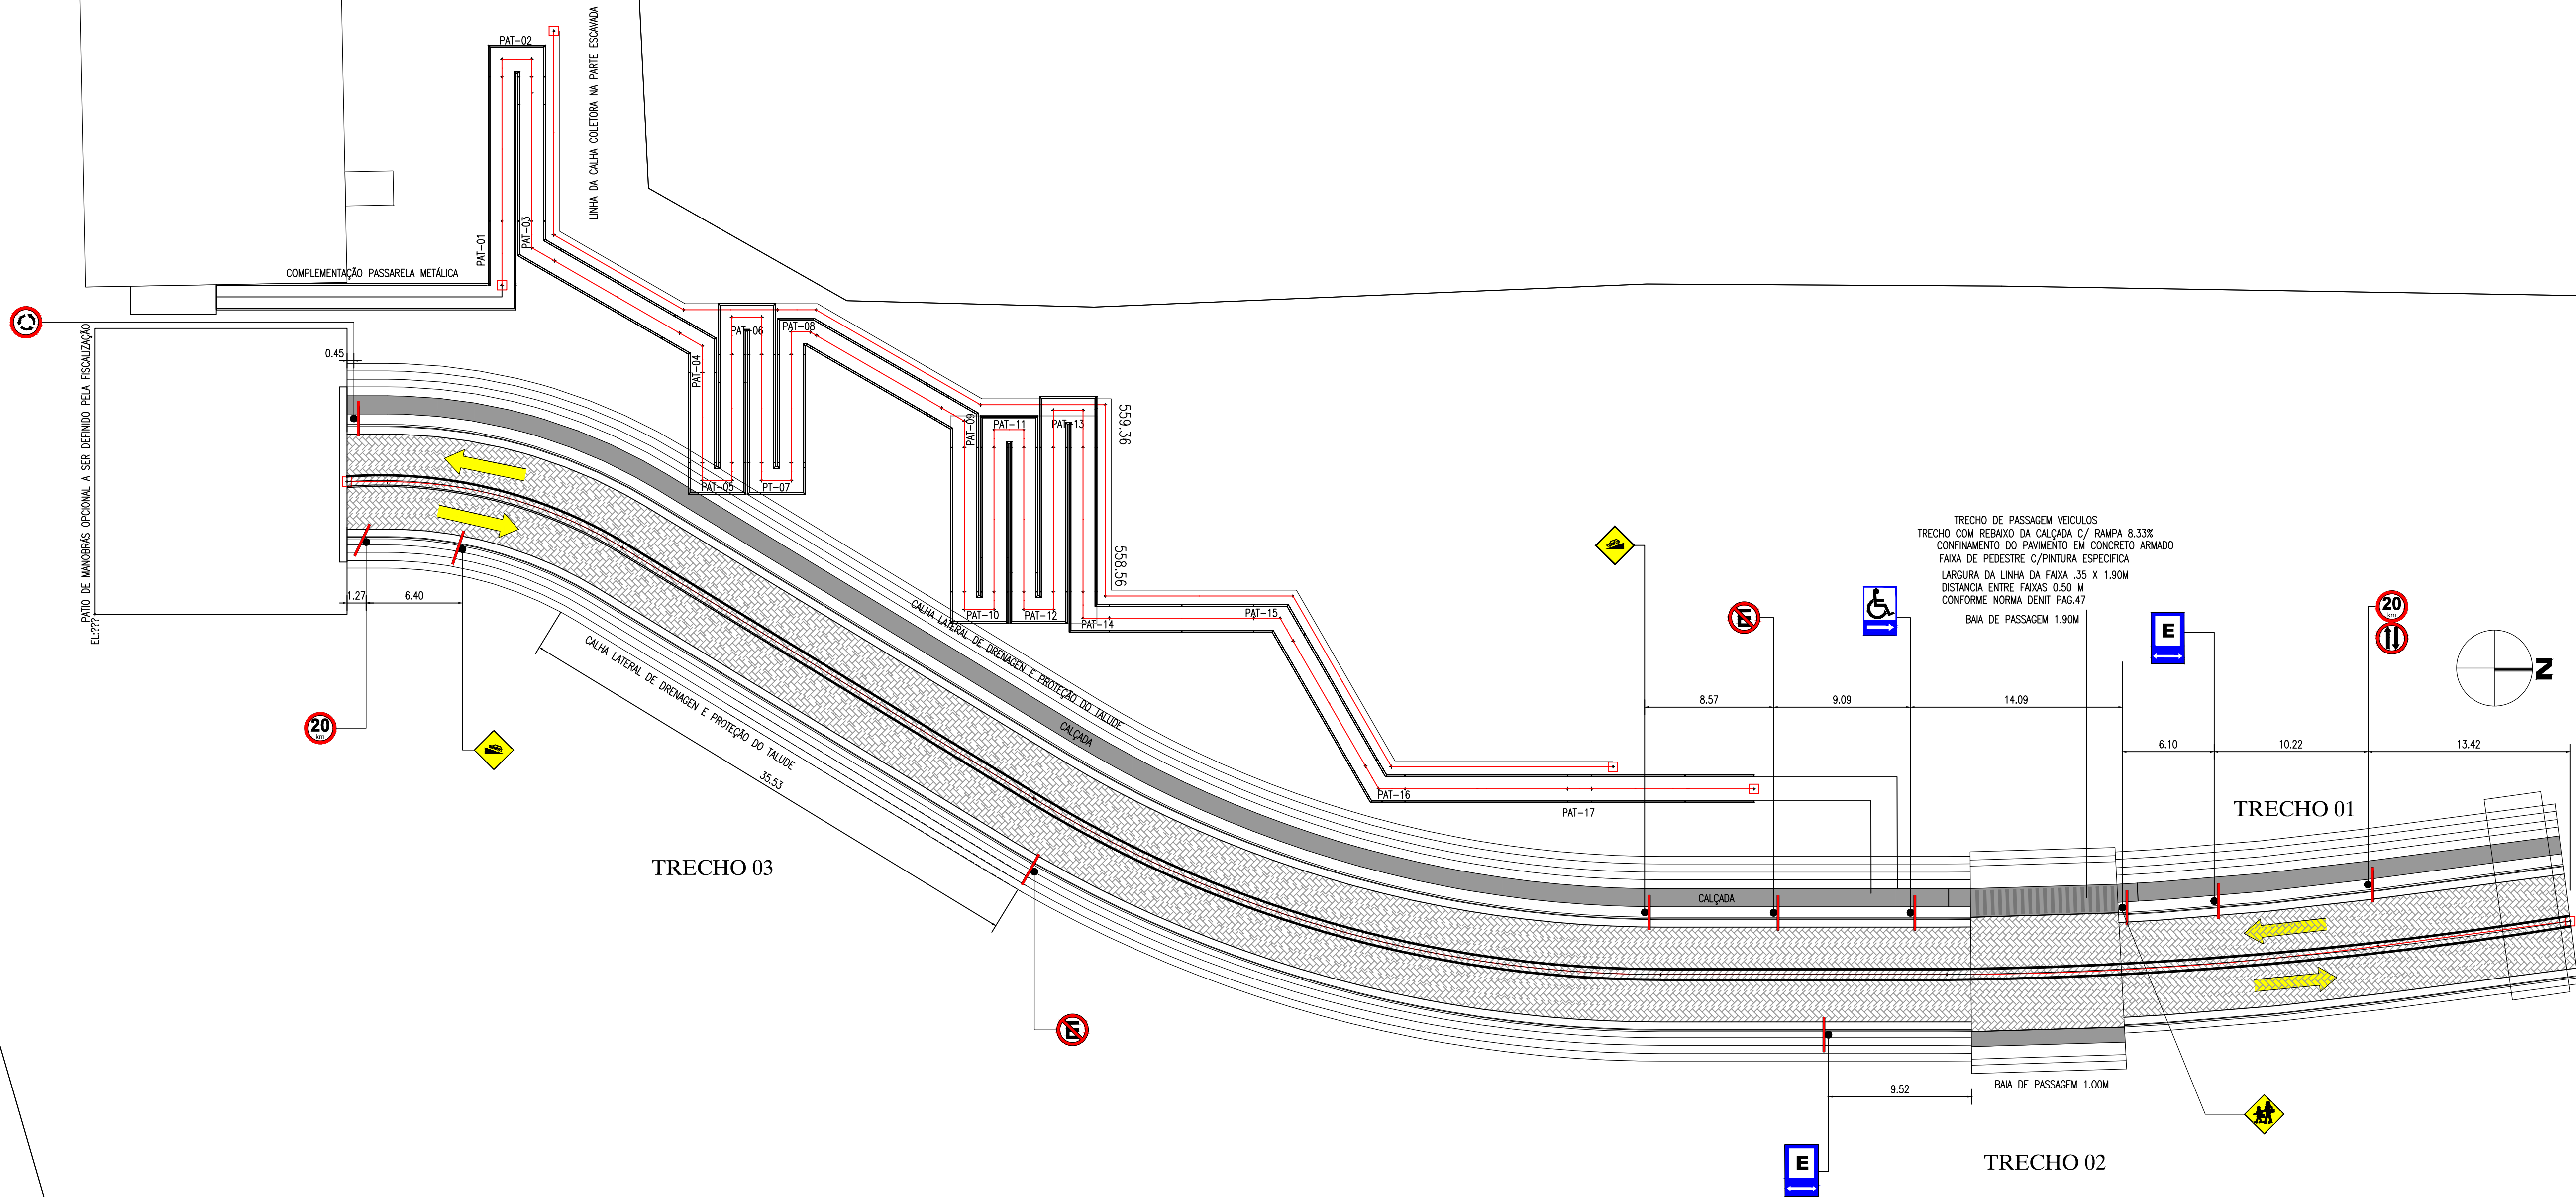 PAT-02
LINHA DA CALHA COLETORA NA PARTE ESCAVADA
PAT-01
PAT-03
COMPLEMENTAÇÃO PASSARELA METÁLICA
PATIO DE MANOBRÁS OPCIONAL A SER DEFINIDO PELA FISCALIZAÇÃO
EL:???
0.45
PAT-04
PAT-06
PAT-08
PAT-05
PT-07
PAT-09
PAT-11
PAT-13
559.36
558.56
PAT-10
PAT-12
PAT-14
PAT-15
PAT-16
PAT-17
1.27
6.40
20
km
CALHA LATERAL DE DRENAGEN E PROTEÇÃO DO TALUDE
35.53
CALHA LATERAL DE DRENAGEN E PROTEÇÃO DO TALUDE
CALÇADA
TRECHO 03
E
TRECHO DE PASSAGEM VEICULOS
TRECHO COM REBAIXO DA CALÇADA C/ RAMPA 8.33%
CONFINAMENTO DO PAVIMENTO EM CONCRETO ARMADO
FAIXA DE PEDESTRE C/PINTURA ESPECIFICA
LARGURA DA LINHA DA FAIXA .35 X 1.90M
DISTANCIA ENTRE FAIXAS 0.50 M
CONFORME NORMA DENIT PAG.47
BAIA DE PASSAGEM 1.90M
E
E
20
km
N
8.57
9.09
14.09
6.10
10.22
13.42
TRECHO 01
CALÇADA
9.52
BAIA DE PASSAGEM 1.00M
E
TRECHO 02